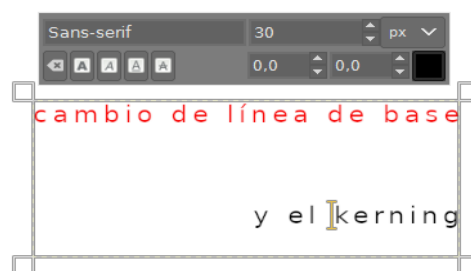 Sans-serif 30 px
A A A A 0,0 0,0
cambio de línea de base
y el kerning